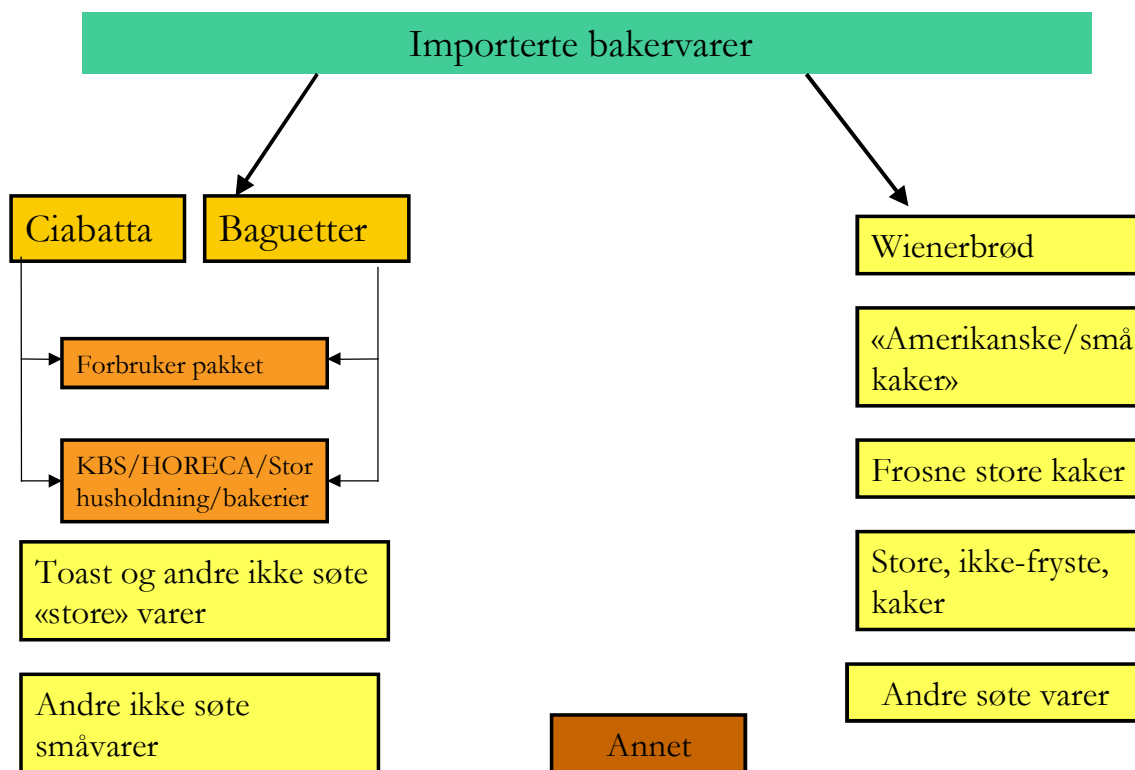 Importerte bakervarer
Ciabatta
Baguetter
Forbruker pakket
KBS/HORECA/Stor
husholdning/bakerier
Toast og andre ikke søte
«store» varer
Andre ikke søte
småvarer
Annet
Wienerbrød
«Amerikanske/små
kaker»
Frosne store kaker
Store, ikke-fryste,
kaker
Andre søte varer